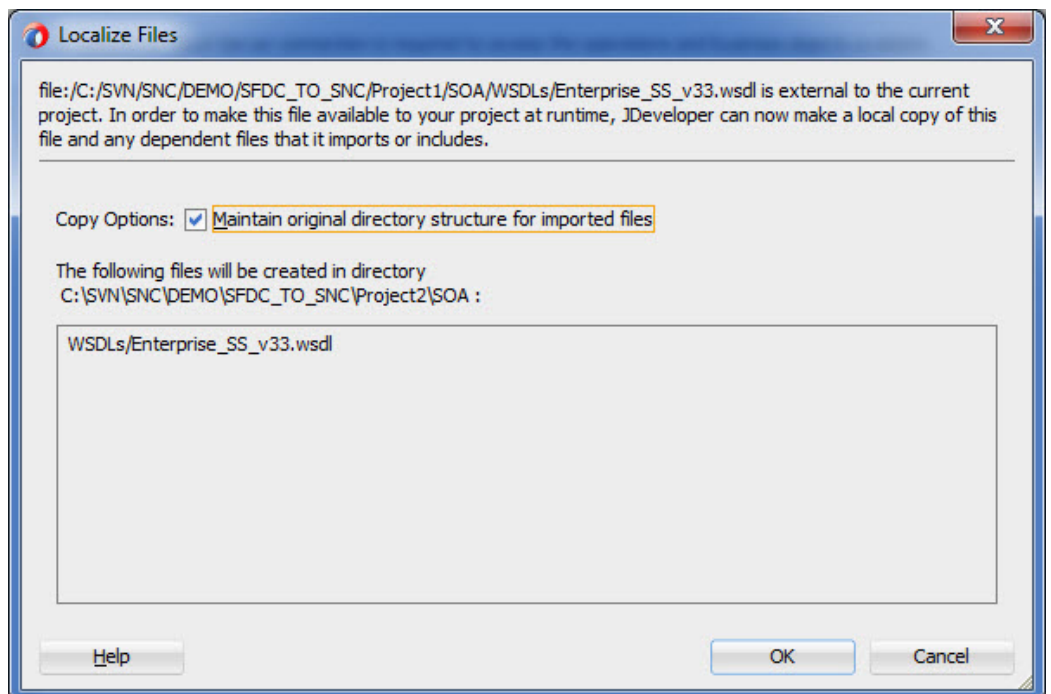 Localize Files
file:/C:/SVN/SNC/DEMO/SFDC_TO_SNC/Project1/SOA/WSDLs/Enterprise_SS_v33.wsdl is external to the current
project. In order to make this file available to your project at runtime, JDeveloper can now make a local copy of this
file and any dependent files that it imports or includes.
Copy Options: Maintain original directory structure for imported files
The following files will be created in directory
C:\SVN\SNC\DEMO\SFDC_TO_SNC\Project2\SOA :
WSDLs/Enterprise_SS_v33.wsdl
Help OK Cancel